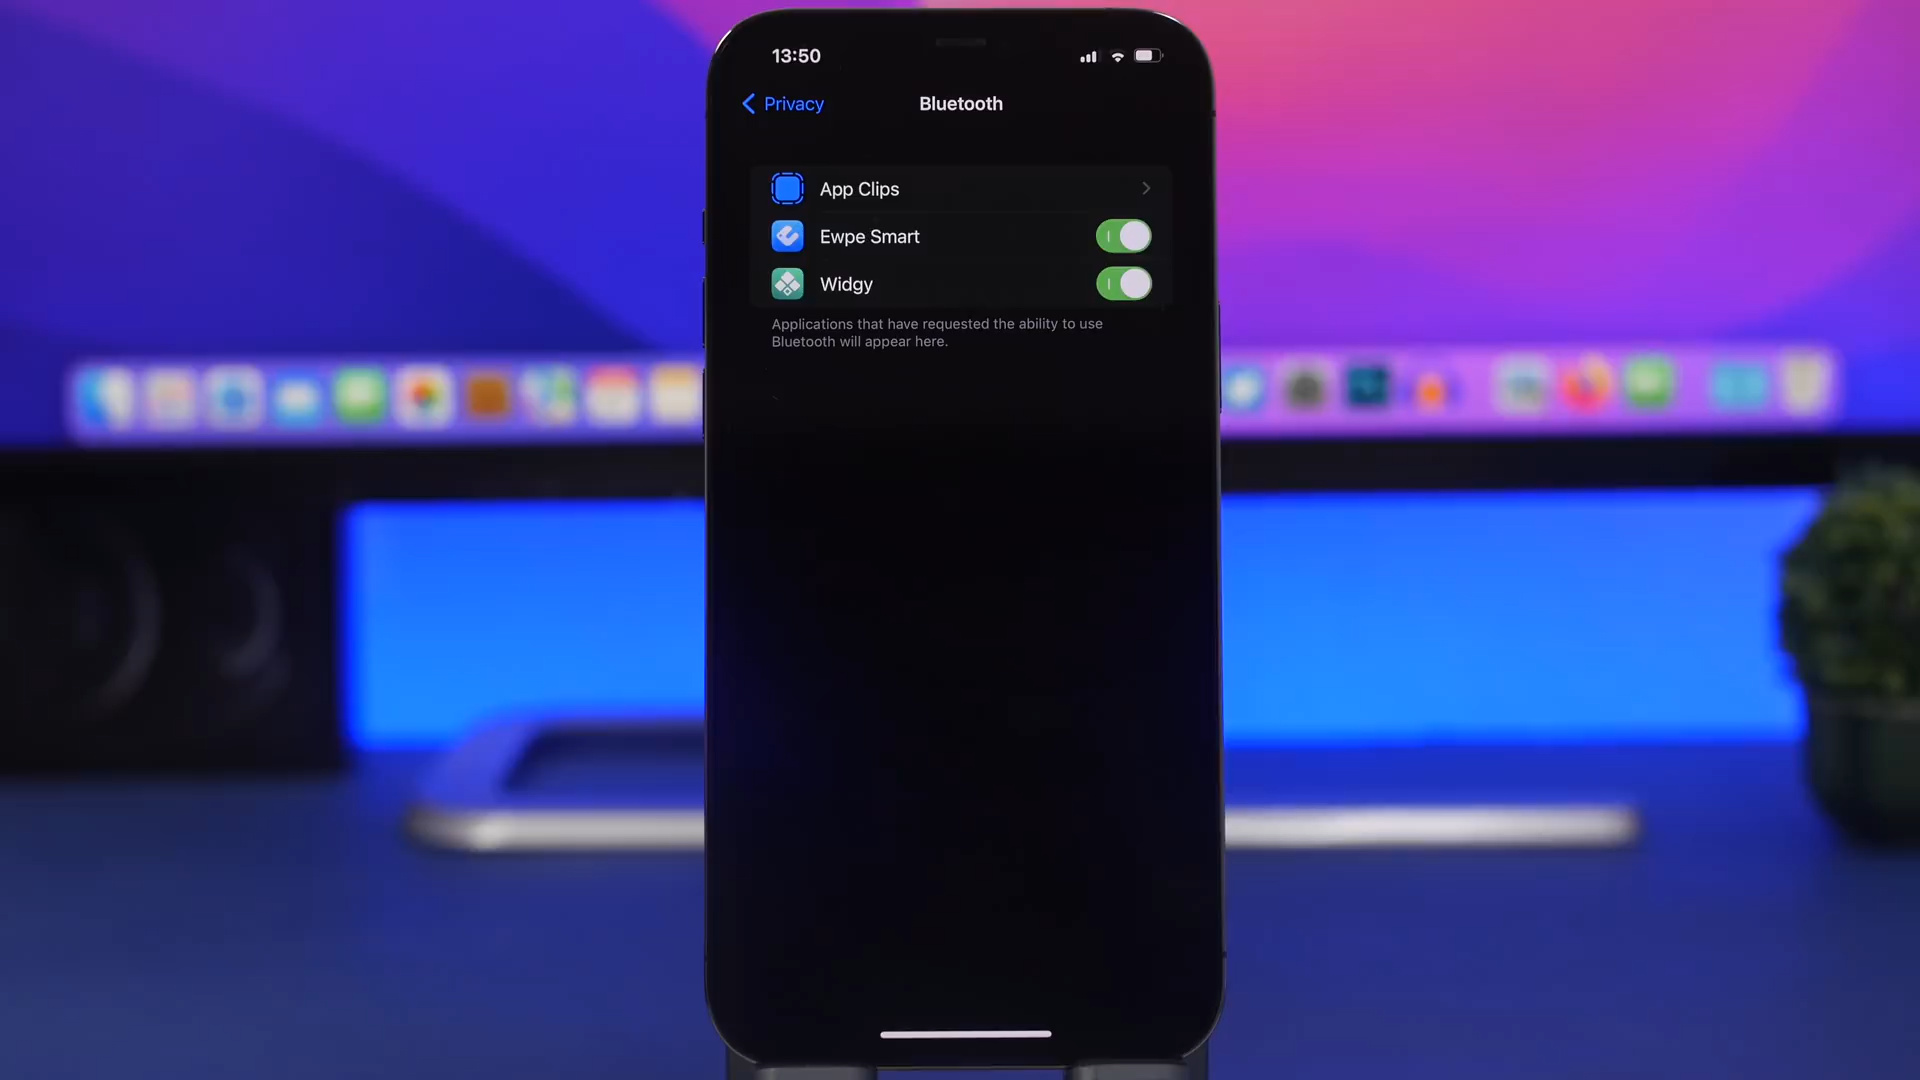 13:50
Privacy
Bluetooth
App Clips
Ewpe Smart
Widgy
Applications that have requested the ability to use
Bluetooth will appear here.